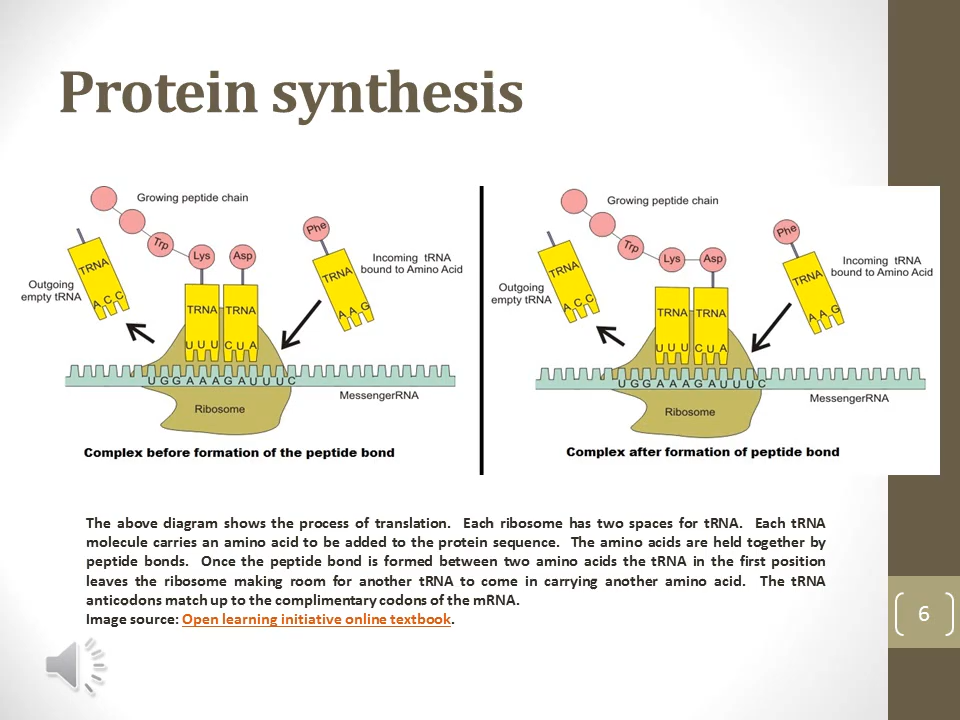 Protein synthesis
Growing peptide chain
Trp
Lys
Asp
Phe
TRNA
A C C
Outgoing
empty tRNA
TRNA
TRNA
U U U
C U A
TRNA
A A G
Incoming tRNA
bound to Amino Acid
U G G A A A G A U U U C
MessengerRNA
Ribosome
Complex before formation of the peptide bond
Growing peptide chain
Trp
Lys
Asp
Phe
TRNA
A C C
Outgoing
empty tRNA
TRNA
TRNA
U U U
C U A
TRNA
A A G
Incoming tRNA
bound to Amino Acid
U G G A A A G A U U U C
MessengerRNA
Ribosome
Complex after formation of peptide bond
The above diagram shows the process of translation. Each ribosome has two spaces for tRNA. Each tRNA
molecule carries an amino acid to be added to the protein sequence. The amino acids are held together by
peptide bonds. Once the peptide bond is formed between two amino acids the tRNA in the first position
leaves the ribosome making room for another tRNA to come in carrying another amino acid. The tRNA
anticodons match up to the complimentary codons of the mRNA.
Image source: Open learning initiative online textbook.
6